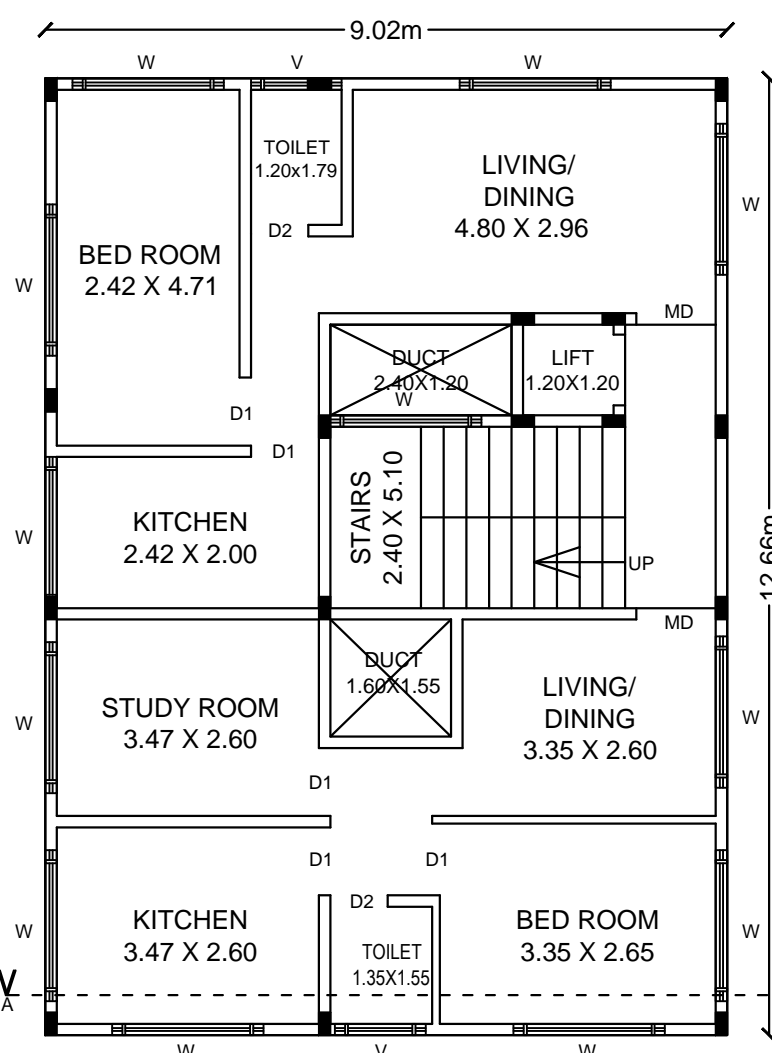 9.02m
W
V
W
TOILET
1.20x1.79
LIVING/
DINING
4.80 X 2.96
W
D2
BED ROOM
2.42 X 4.71
W
MD
DUCT
2.40X1.20
W
LIFT
1.20X1.20
D1
D1
STAIRS
2.40 X 5.10
KITCHEN
2.42 X 2.00
W
UP
12.66m
MD
DUCT
1.60X1.55
STUDY ROOM
3.47 X 2.60
W
LIVING/
DINING
3.35 X 2.60
W
D1
D1
D1
D2
KITCHEN
3.47 X 2.60
W
BED ROOM
3.35 X 2.65
W
TOILET
1.35X1.55
A
W
V
W